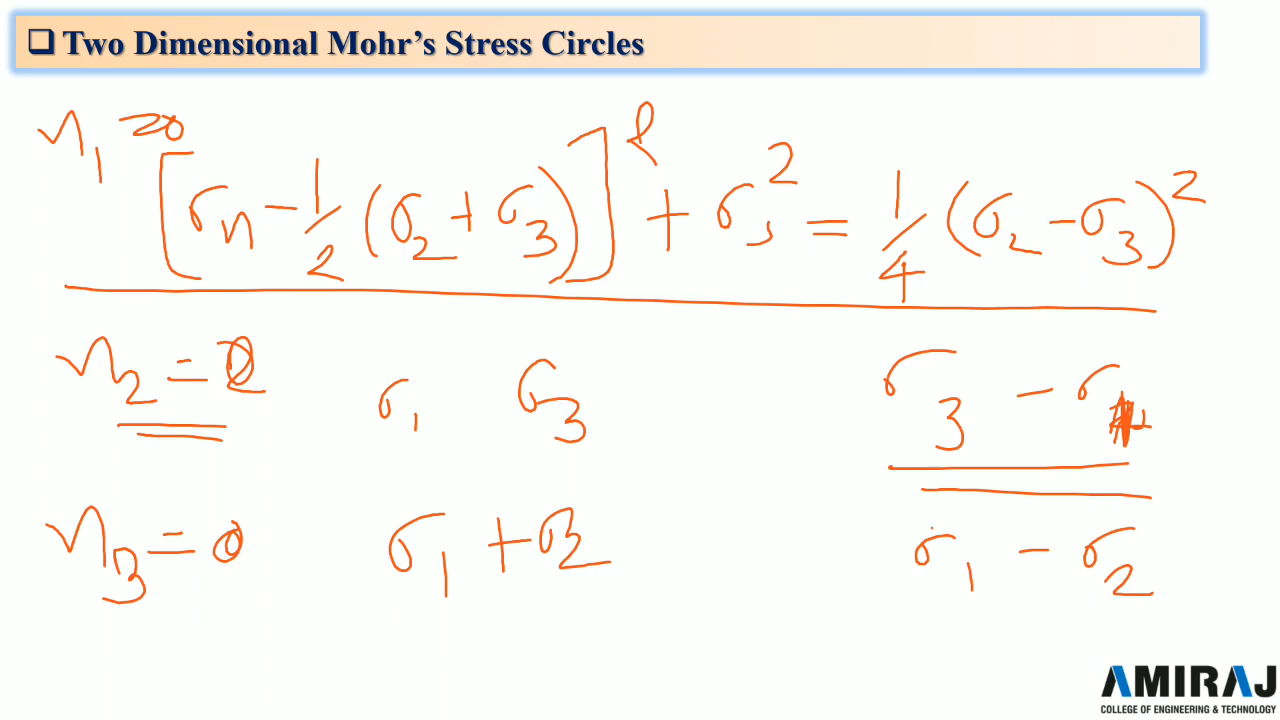 ❑ Two Dimensional Mohr's Stress Circles
n₁ = 0
[σn - 1/2 (σ₂ + σ₃)]² + σs² = 1/4 (σ₂ - σ₃)²
n₂ = 0 σ₁ σ₃ σ₃ - σ
n₃ = 0 σ₁ + σ₂ σ₁ - σ₂
AMIRAJ
COLLEGE OF ENGINEERING & TECHNOLOGY